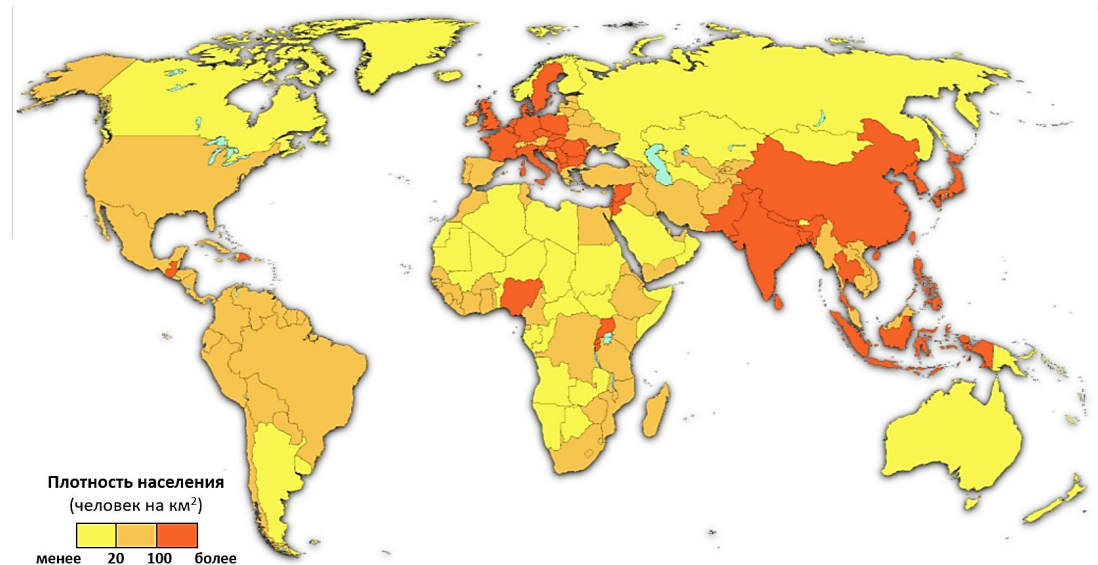 Плотность населения
(человек на км²)
менее 20 100 более